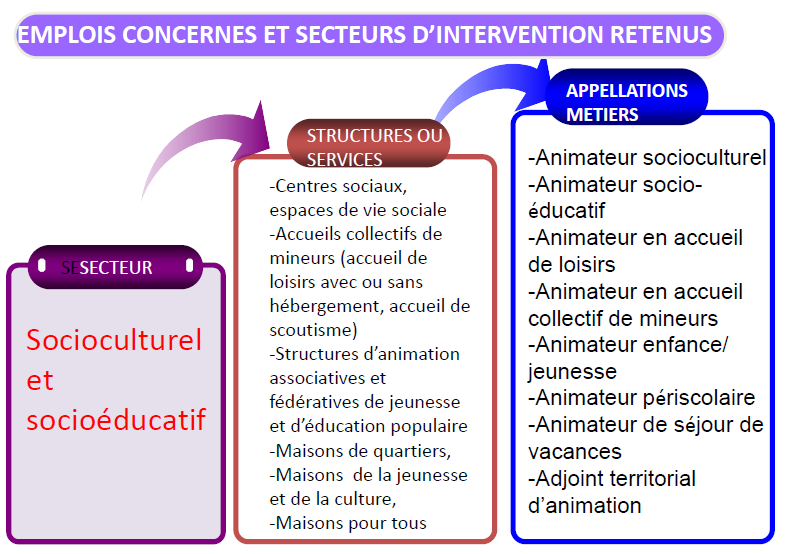 EMPLOIS CONCERNES ET SECTEURS D’INTERVENTION RETENUS
SESECTEUR
Socioculturel
et
socioéducatif
STRUCTURES OU
SERVICES
-Centres sociaux,
espaces de vie sociale
-Accueils collectifs de
mineurs (accueil de
loisirs avec ou sans
hébergement, accueil de
scoutisme)
-Structures d’animation
associatives et
fédératives de jeunesse
et d’éducation populaire
-Maisons de quartiers,
-Maisons de la jeunesse
et de la culture,
-Maisons pour tous
APPELLATIONS
METIERS
-Animateur socioculturel
-Animateur socio-
éducatif
-Animateur en accueil
de loisirs
-Animateur en accueil
collectif de mineurs
-Animateur enfance/
jeunesse
-Animateur périscolaire
-Animateur de séjour de
vacances
-Adjoint territorial
d’animation